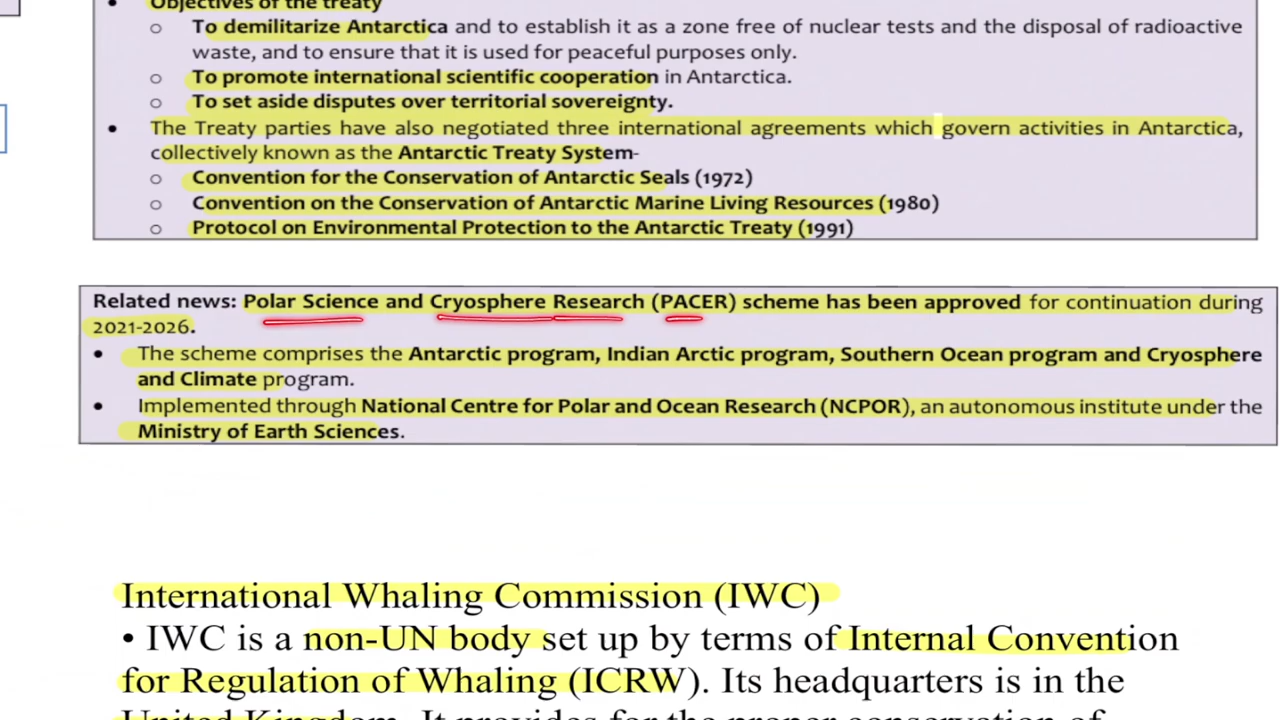 • Objectives of the treaty
o To demilitarize Antarctica and to establish it as a zone free of nuclear tests and the disposal of radioactive
waste, and to ensure that it is used for peaceful purposes only.
o To promote international scientific cooperation in Antarctica.
o To set aside disputes over territorial sovereignty.
• The Treaty parties have also negotiated three international agreements which govern activities in Antarctica,
collectively known as the Antarctic Treaty System-
o Convention for the Conservation of Antarctic Seals (1972)
o Convention on the Conservation of Antarctic Marine Living Resources (1980)
o Protocol on Environmental Protection to the Antarctic Treaty (1991)
Related news: Polar Science and Cryosphere Research (PACER) scheme has been approved for continuation during
2021-2026.
• The scheme comprises the Antarctic program, Indian Arctic program, Southern Ocean program and Cryosphere
and Climate program.
• Implemented through National Centre for Polar and Ocean Research (NCPOR), an autonomous institute under the
Ministry of Earth Sciences.
International Whaling Commission (IWC)
• IWC is a non-UN body set up by terms of Internal Convention
for Regulation of Whaling (ICRW). Its headquarters is in the
United Kingdom. It provides for the proper conservation of